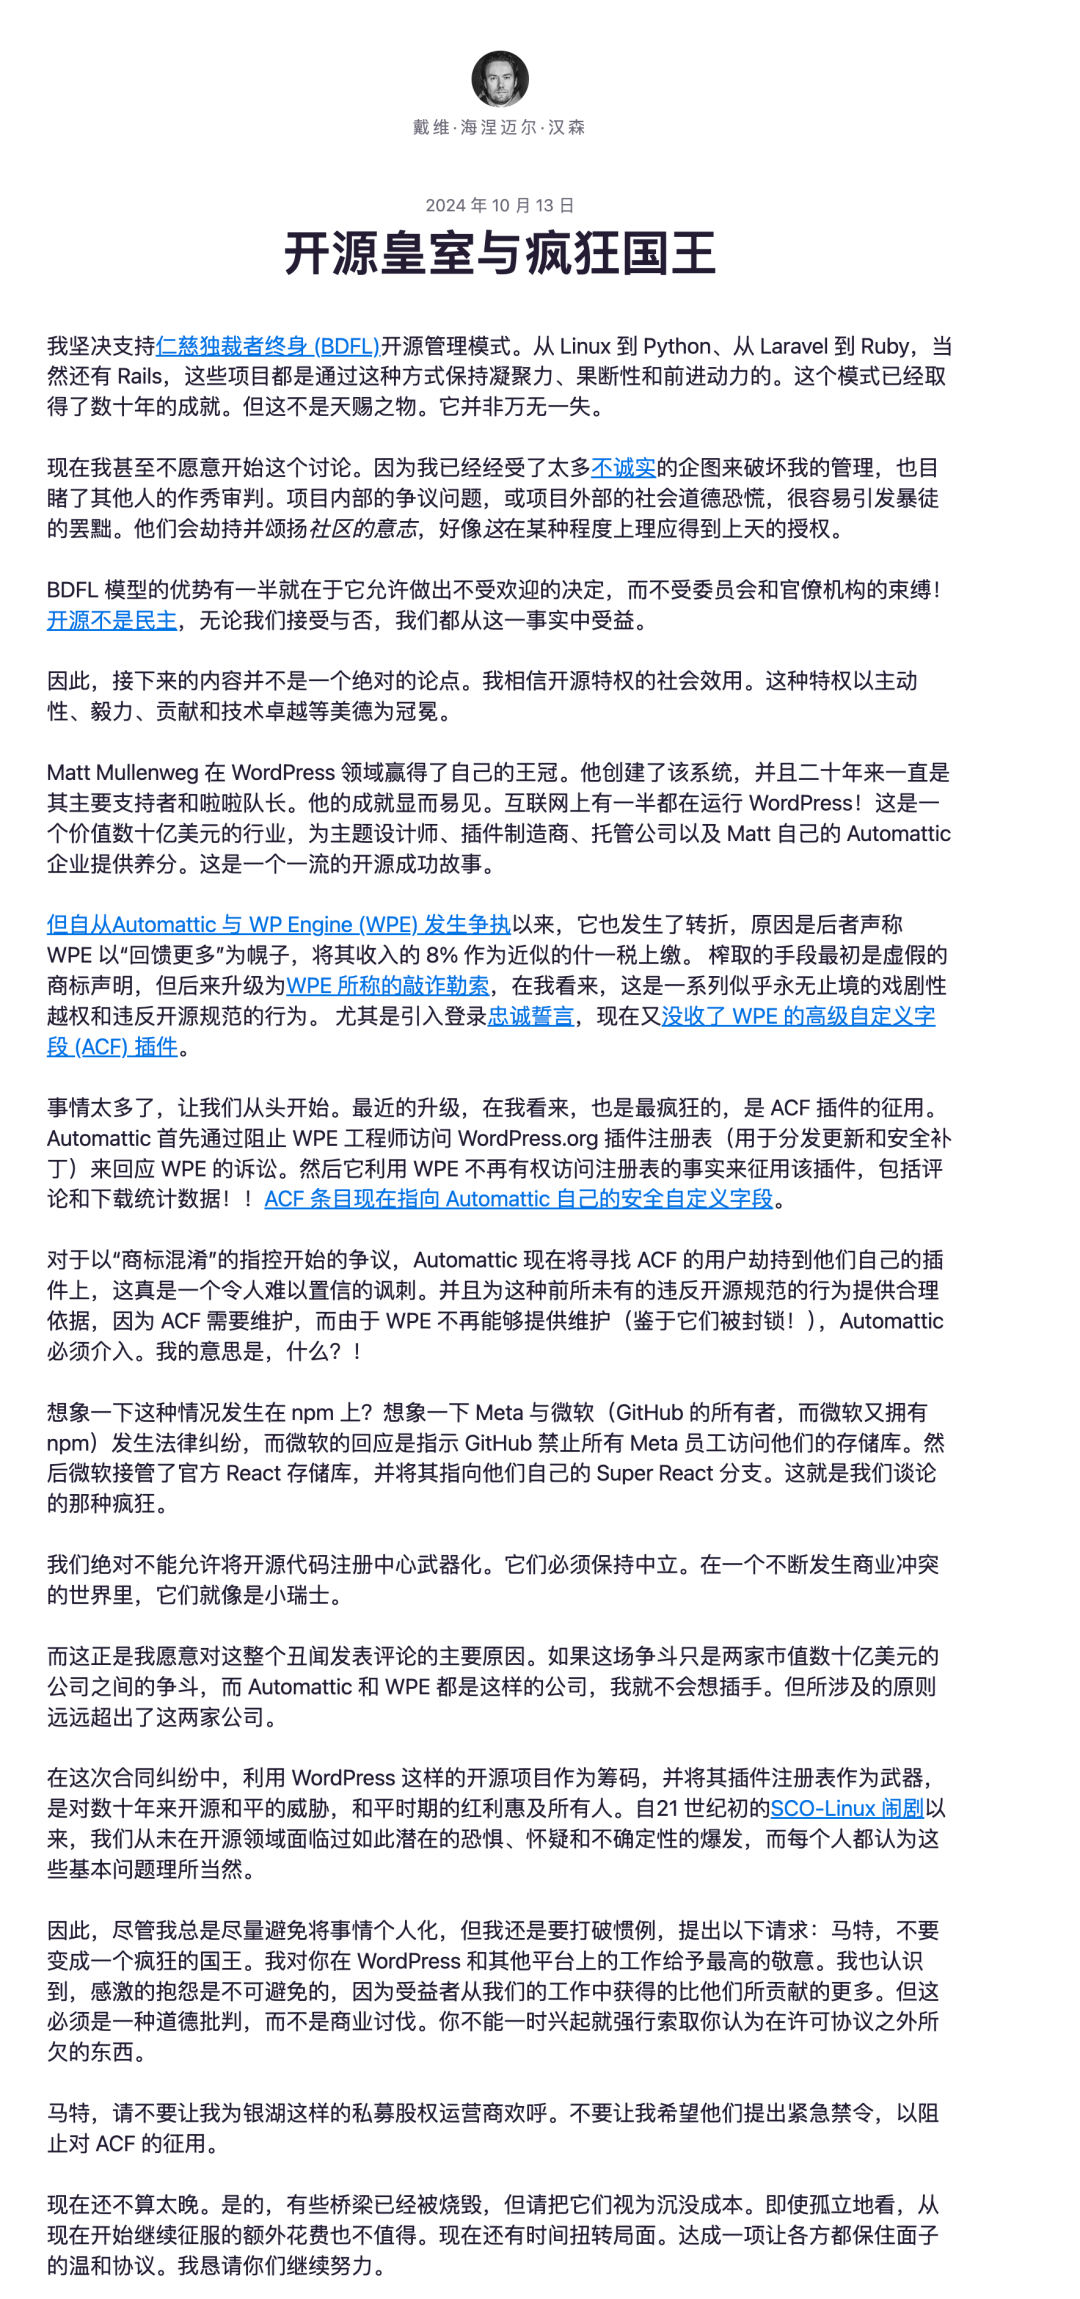 戴维·海涅迈尔·汉森
2024 年 10 月 13 日
开源皇室与疯狂国王
我坚决支持仁慈独裁者终身 (BDFL)开源管理模式。从 Linux 到 Python、从 Laravel 到 Ruby，当
然还有 Rails，这些项目都是通过这种方式保持凝聚力、果断性和前进动力的。这个模式已经取
得了数十年的成就。但这不是天赐之物。它并非万无一失。
现在我甚至不愿意开始这个讨论。因为我已经经受了太多不诚实的企图来破坏我的管理，也目
睹了其他人的作秀审判。项目内部的争议问题，或项目外部的社会道德恐慌，很容易引发暴徒
的罢黜。他们会劫持并颂扬社区的意志，好像这在某种程度上理应得到上天的授权。
BDFL 模型的优势有一半就在于它允许做出不受欢迎的决定，而不受委员会和官僚机构的束缚！
开源不是民主，无论我们接受与否，我们都从这一事实中受益。
因此，接下来的内容并不是一个绝对的论点。我相信开源特权的社会效用。这种特权以主动
性、毅力、贡献和技术卓越等美德为冠冕。
Matt Mullenweg 在 WordPress 领域赢得了自己的王冠。他创建了该系统，并且二十年来一直是
其主要支持者和啦啦队长。他的成就显而易见。互联网上有一半都在运行 WordPress！这是一
个价值数十亿美元的行业，为主题设计师、插件制造商、托管公司以及 Matt 自己的 Automattic
企业提供养分。这是一个一流的开源成功故事。
但自从Automattic 与 WP Engine (WPE) 发生争执以来，它也发生了转折，原因是后者声称
WPE 以“回馈更多”为幌子，将其收入的 8% 作为近似的什一税上缴。 榨取的手段最初是虚假的
商标声明，但后来升级为WPE 所称的敲诈勒索，在我看来，这是一系列似乎永无止境的戏剧性
越权和违反开源规范的行为。 尤其是引入登录忠诚誓言，现在又没收了 WPE 的高级自定义字
段 (ACF) 插件。
事情太多了，让我们从头开始。最近的升级，在我看来，也是最疯狂的，是 ACF 插件的征用。
Automattic 首先通过阻止 WPE 工程师访问 WordPress.org 插件注册表（用于分发更新和安全补
丁）来回应 WPE 的诉讼。然后它利用 WPE 不再有权访问注册表的事实来征用该插件，包括评
论和下载统计数据！！ACF 条目现在指向 Automattic 自己的安全自定义字段。
对于以“商标混淆”的指控开始的争议，Automattic 现在将寻找 ACF 的用户劫持到他们自己的插
件上，这真是一个令人难以置信的讽刺。并且为这种前所未有的违反开源规范的行为提供合理
依据，因为 ACF 需要维护，而由于 WPE 不再能够提供维护（鉴于它们被封锁！），Automattic
必须介入。我的意思是，什么？！
想象一下这种情况发生在 npm 上？想象一下 Meta 与微软（GitHub 的所有者，而微软又拥有
npm）发生法律纠纷，而微软的回应是指示 GitHub 禁止所有 Meta 员工访问他们的存储库。然
后微软接管了官方 React 存储库，并将其指向他们自己的 Super React 分支。这就是我们谈论
的那种疯狂。
我们绝对不能允许将开源代码注册中心武器化。它们必须保持中立。在一个不断发生商业冲突
的世界里，它们就像是小瑞士。
而这正是我愿意对这整个丑闻发表评论的主要原因。如果这场争斗只是两家市值数十亿美元的
公司之间的争斗，而 Automattic 和 WPE 都是这样的公司，我就不会想插手。但所涉及的原则
远远超出了这两家公司。
在这次合同纠纷中，利用 WordPress 这样的开源项目作为筹码，并将其插件注册表作为武器，
是对数十年来开源和平的威胁，和平时期的红利惠及所有人。自21 世纪初的SCO-Linux 闹剧以
来，我们从未在开源领域面临过如此潜在的恐惧、怀疑和不确定性的爆发，而每个人都认为这
些基本问题理所当然。
因此，尽管我总是尽量避免将事情个人化，但我还是要打破惯例，提出以下请求：马特，不要
变成一个疯狂的国王。我对你在 WordPress 和其他平台上的工作给予最高的敬意。我也认识
到，感激的抱怨是不可避免的，因为受益者从我们的工作中获得的比他们所贡献的更多。但这
必须是一种道德批判，而不是商业讨伐。你不能一时兴起就强行索取你认为在许可协议之外所
欠的东西。
马特，请不要让我为银湖这样的私募股权运营商欢呼。不要让我希望他们提出紧急禁令，以阻
止对 ACF 的征用。
现在还不算太晚。是的，有些桥梁已经被烧毁，但请把它们视为沉没成本。即使孤立地看，从
现在开始继续征服的额外花费也不值得。现在还有时间扭转局面。达成一项让各方都保住面子
的温和协议。我恳请你们继续努力。